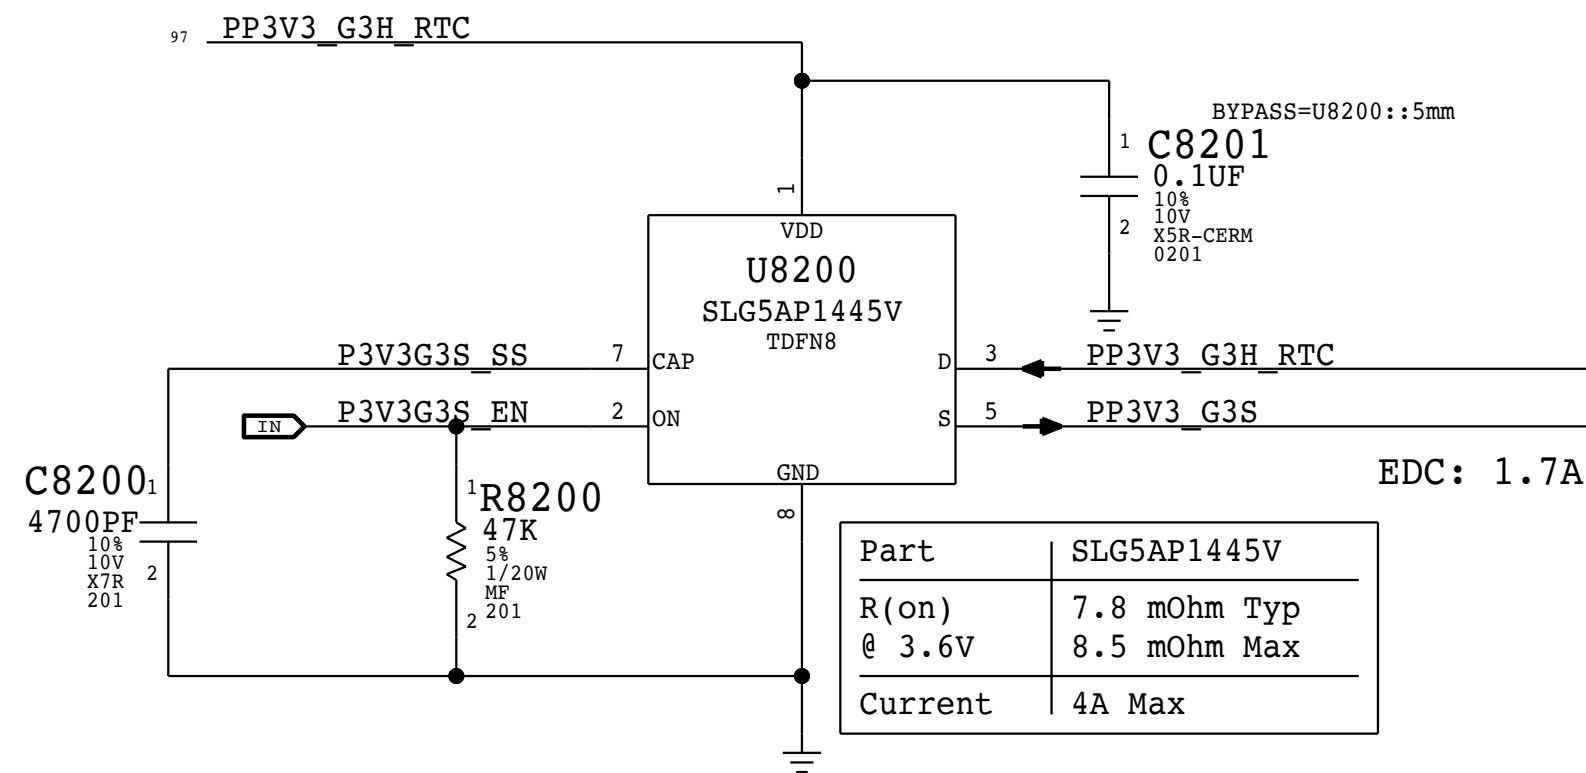 97 PP3V3_G3H_RTC
BYPASS=U8200::5mm
1 C8201
0.1UF
10%
10V
2 X5R-CERM
0201
1
VDD
U8200
SLG5AP1445V
TDFN8
P3V3G3S_SS 7 CAP
D 3 PP3V3_G3H_RTC
IN P3V3G3S_EN 2 ON
S 5 PP3V3_G3S
GND
8
EDC: 1.7A
C8200 1
4700PF
10%
10V
X7R 2
201
1 R8200
47K
5%
1/20W
MF
2 201
Part SLG5AP1445V
R(on) 7.8 mOhm Typ
@ 3.6V 8.5 mOhm Max
Current 4A Max